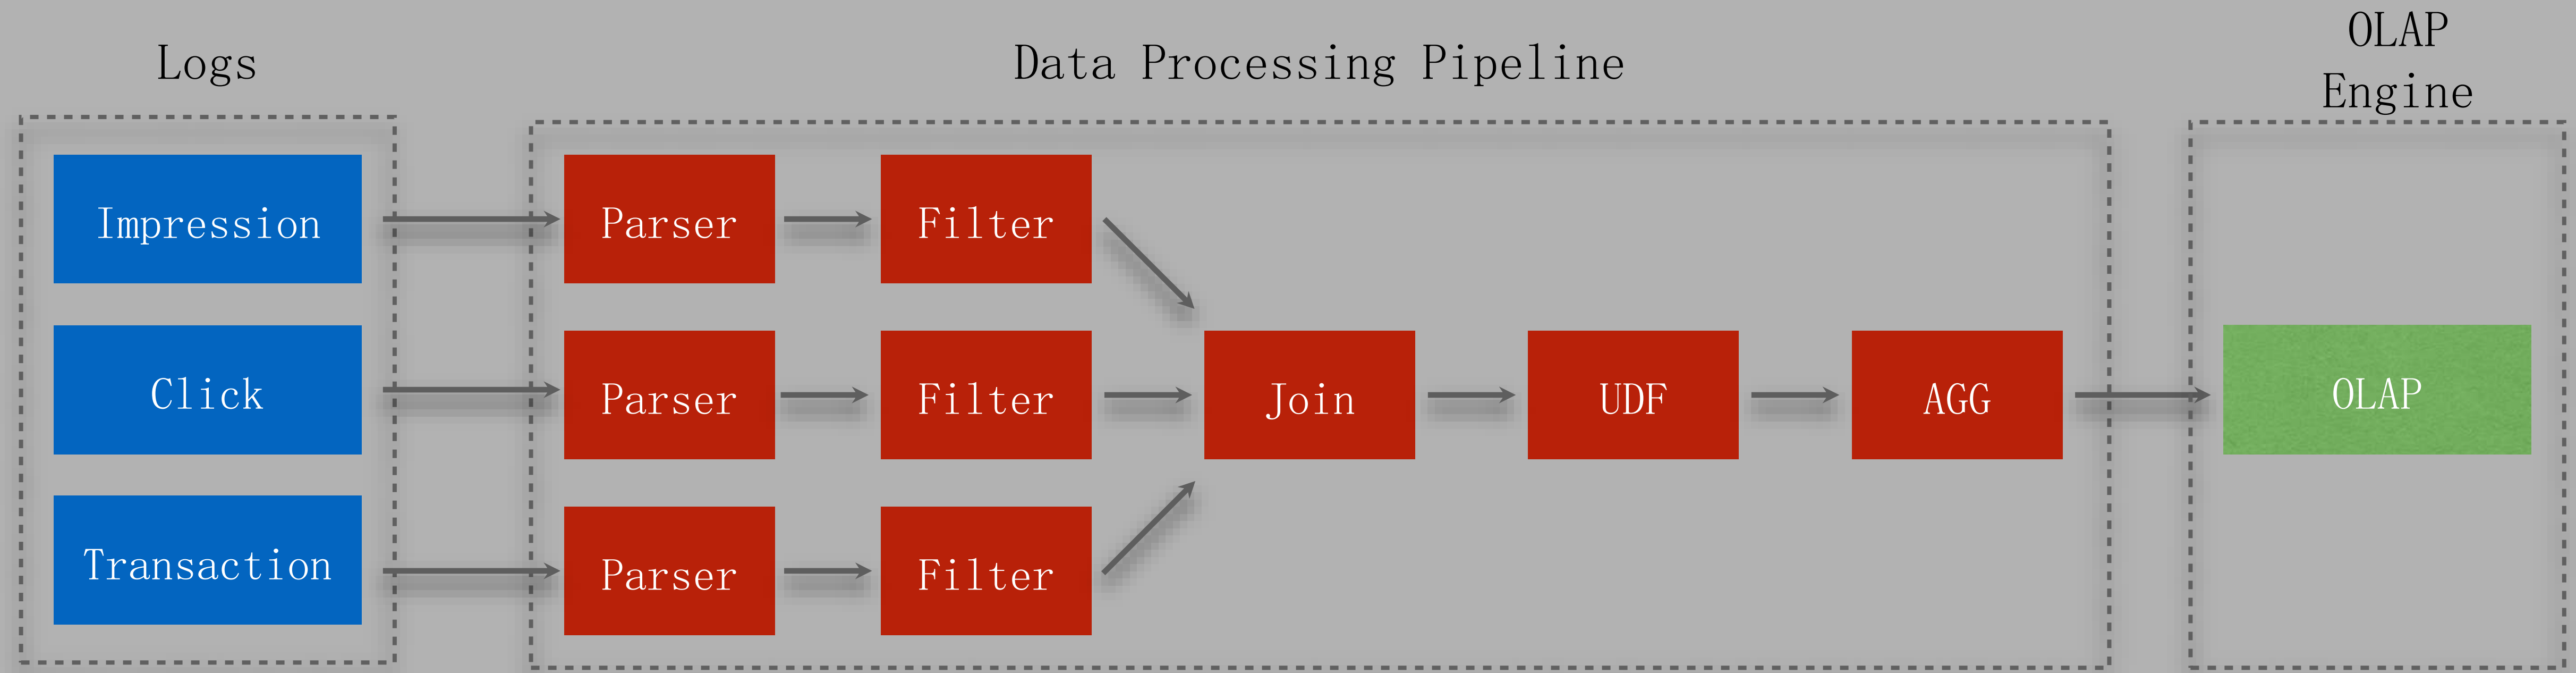 Logs
Data Processing Pipeline
OLAP
Engine
Impression
Parser
Filter
Click
Parser
Filter
Join
UDF
AGG
OLAP
Transaction
Parser
Filter